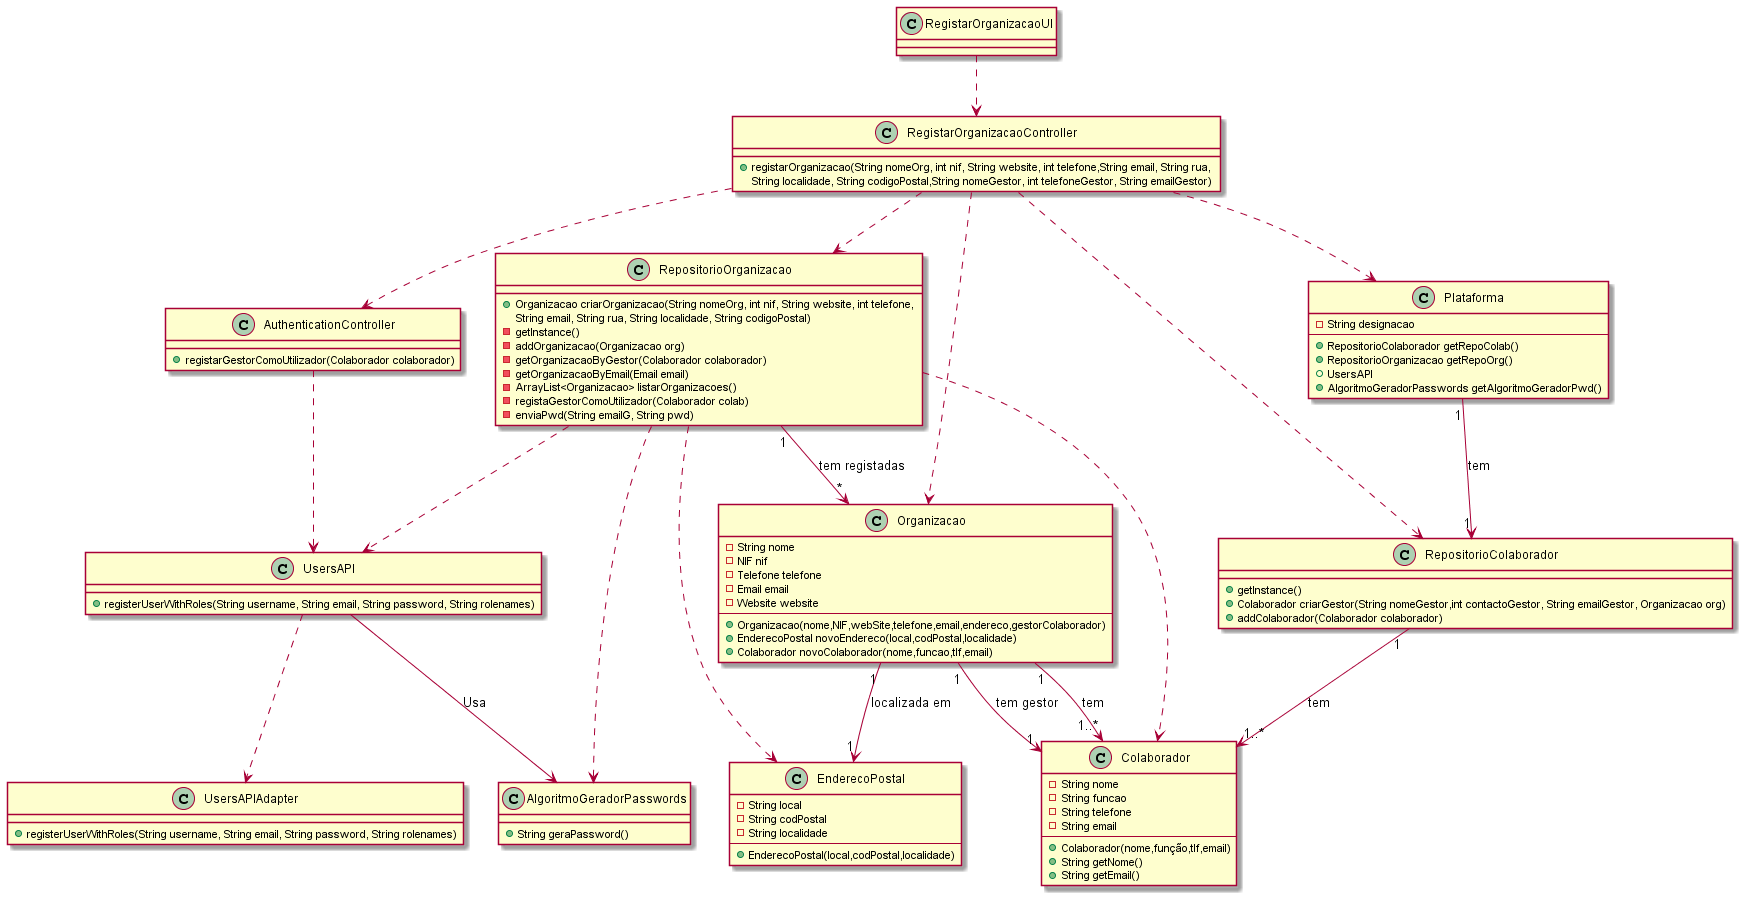 C RegistarOrganizacaoUI
C RegistarOrganizacaoController
registarOrganizacao(String nomeOrg, int nif, String website, int telefone,String email, String rua,
String localidade, String codigoPostal,String nomeGestor, int telefoneGestor, String emailGestor)
C RepositorioOrganizacao
Organizacao criarOrganizacao(String nomeOrg, int nif, String website, int telefone,
String email, String rua, String localidade, String codigoPostal)
getInstance()
addOrganizacao(Organizacao org)
getOrganizacaoByGestor(Colaborador colaborador)
getOrganizacaoByEmail(Email email)
ArrayList<Organizacao> listarOrganizacoes()
registaGestorComoUtilizador(Colaborador colab)
enviaPwd(String emailG, String pwd)
C Plataforma
String designacao
RepositorioColaborador getRepoColab()
RepositorioOrganizacao getRepoOrg()
UsersAPI
AlgoritmoGeradorPasswords getAlgoritmoGeradorPwd()
C AuthenticationController
registarGestorComoUtilizador(Colaborador colaborador)
1
tem registadas
*
1
tem
1
C Organizacao
String nome
NIF nif
Telefone telefone
Email email
Website website
Organizacao(nome,NIF,webSite,telefone,email,endereco,gestorColaborador)
EnderecoPostal novoEndereco(local,codPostal,localidade)
Colaborador novoColaborador(nome,funcao,tlf,email)
C RepositorioColaborador
getInstance()
Colaborador criarGestor(String nomeGestor,int contactoGestor, String emailGestor, Organizacao org)
addColaborador(Colaborador colaborador)
C UsersAPI
registerUserWithRoles(String username, String email, String password, String rolenames)
Usa
1
localizada em
1
1
tem gestor
1
1
tem
1..*
1
tem
1..*
C UsersAPIAdapter
registerUserWithRoles(String username, String email, String password, String rolenames)
C AlgoritmoGeradorPasswords
String geraPassword()
C EnderecoPostal
String local
String codPostal
String localidade
EnderecoPostal(local,codPostal,localidade)
C Colaborador
String nome
String funcao
String telefone
String email
Colaborador(nome,função,tlf,email)
String getNome()
String getEmail()